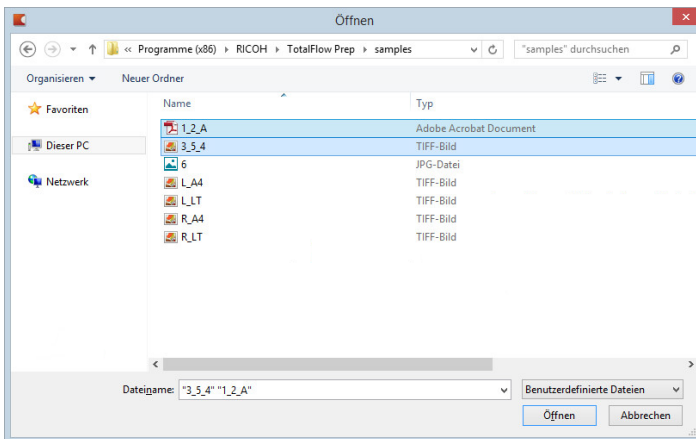 Öffnen
« Programme (x86) ▸ RICOH ▸ TotalFlow Prep ▸ samples
"samples" durchsuchen
Organisieren Neuer Ordner
Favoriten
Dieser PC
Netzwerk
Name Typ
1_2_A Adobe Acrobat Document
3_5_4 TIFF-Bild
6 JPG-Datei
L_A4 TIFF-Bild
L_LT TIFF-Bild
R_A4 TIFF-Bild
R_LT TIFF-Bild
Dateiname: "3_5_4" "1_2_A"
Benutzerdefinierte Dateien
Öffnen Abbrechen